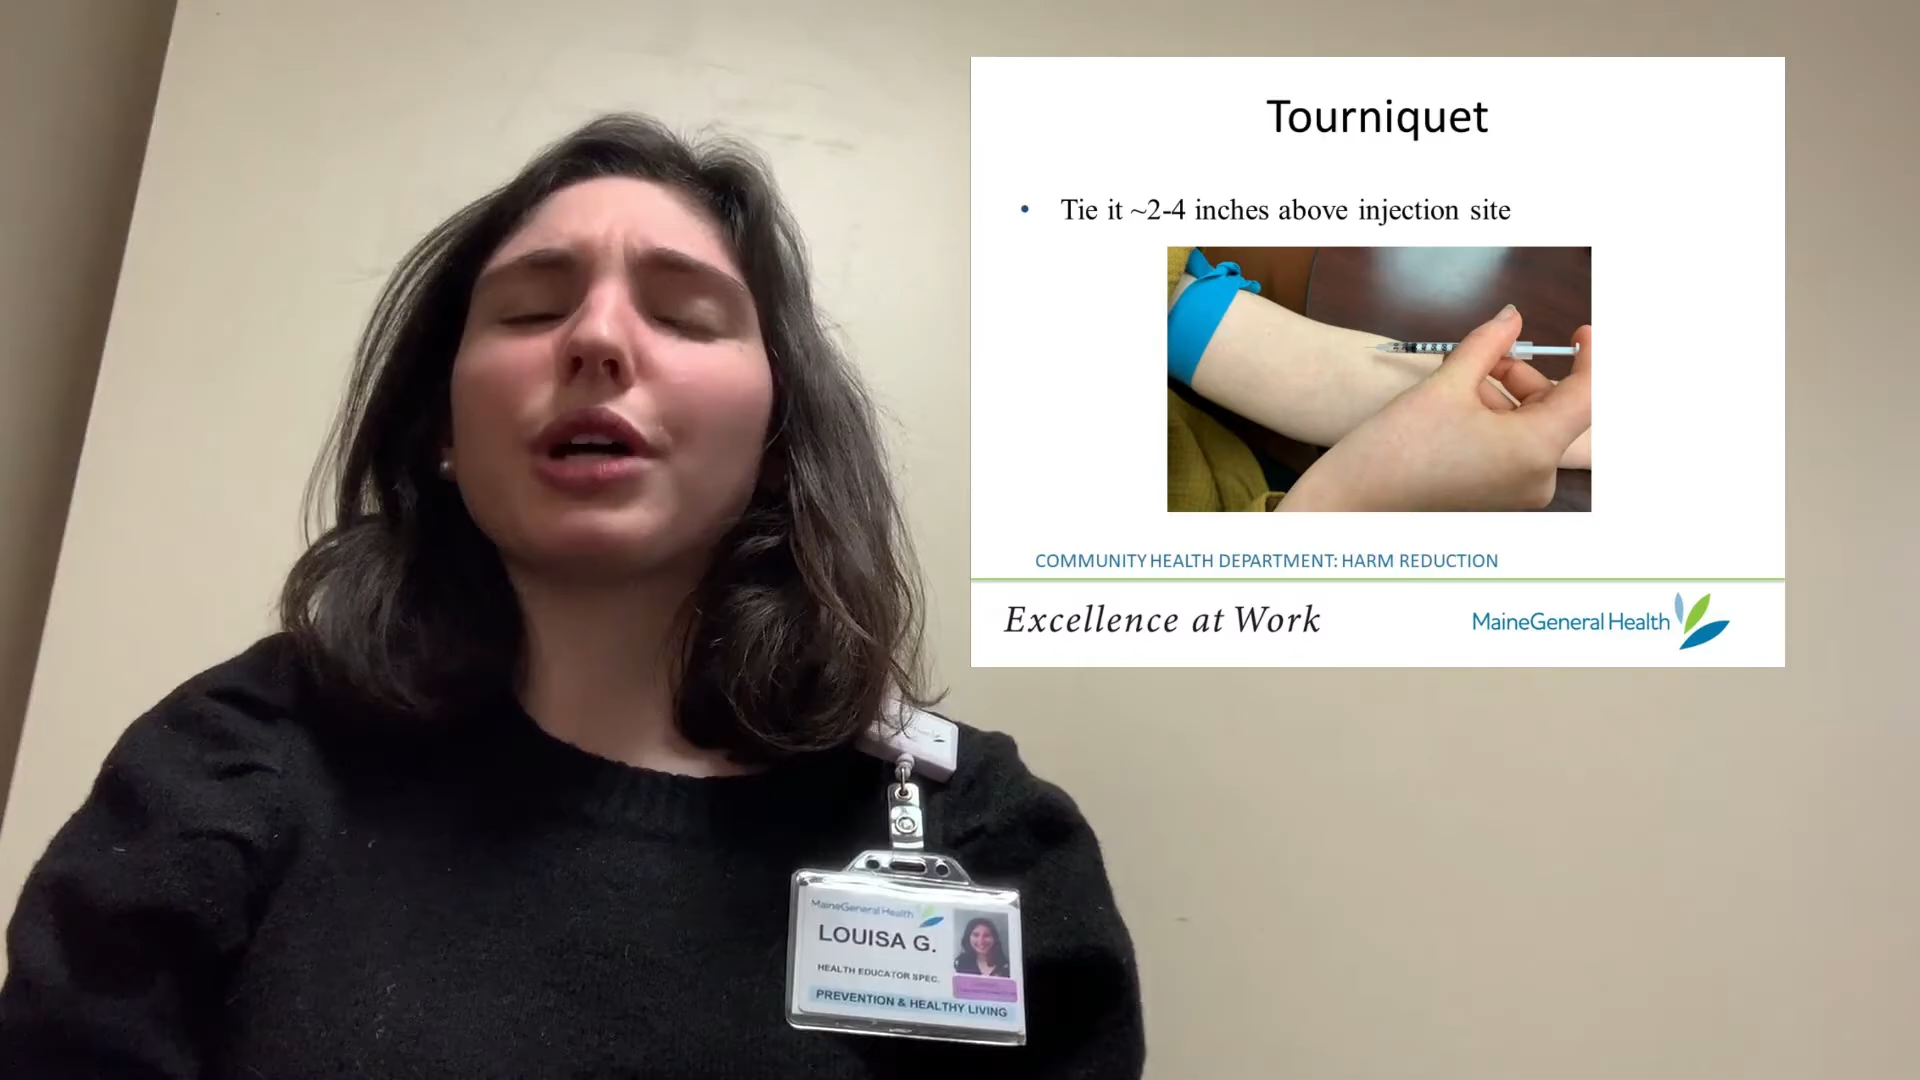 Tourniquet
• Tie it ~2-4 inches above injection site
COMMUNITY HEALTH DEPARTMENT: HARM REDUCTION
Excellence at Work
MaineGeneral Health
MaineGeneral Health
LOUISA G.
HEALTH EDUCATOR SPEC.
PREVENTION & HEALTHY LIVING